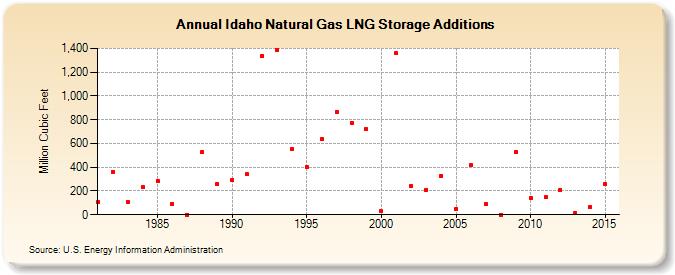 Annual Idaho Natural Gas LNG Storage Additions
Million Cubic Feet
1,400
1,200
1,000
800
600
400
200
0
1985 1990 1995 2000 2005 2010 2015
Source: U.S. Energy Information Administration